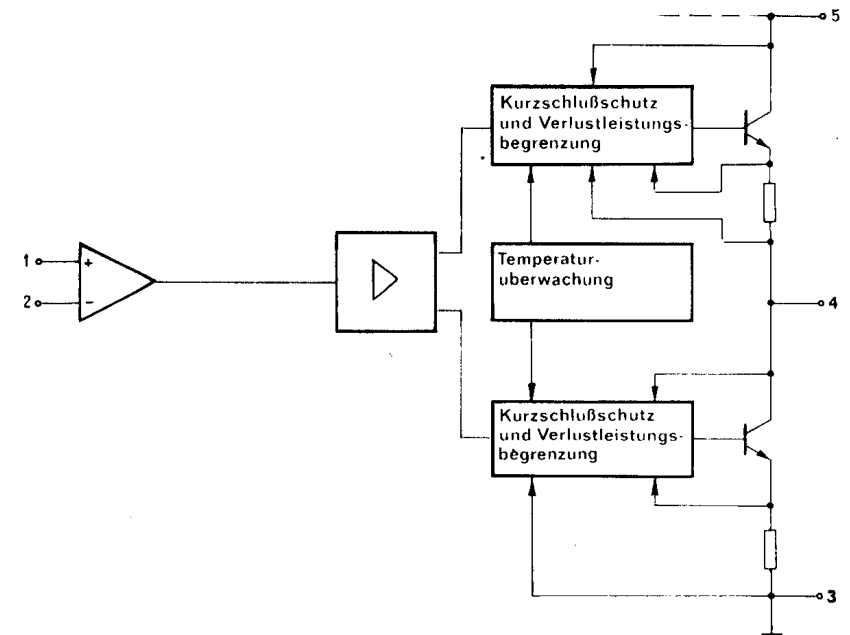 5
Kurzschlußschutz
und Verlustleistungs-
begrenzung
1
+
2
-
Temperatur-
uberwachung
4
Kurzschlußschutz
und Verlustleistungs-
begrenzung
3